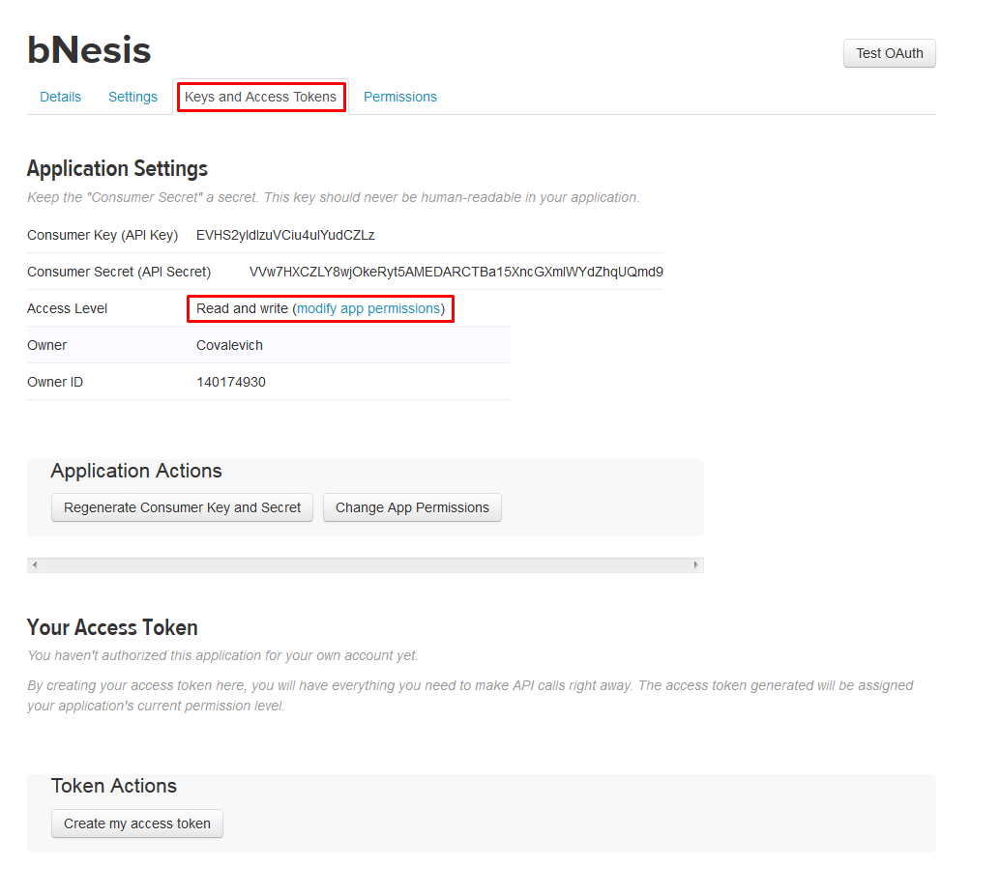 bNesis
Test OAuth
Details Settings Keys and Access Tokens Permissions
Application Settings
Keep the "Consumer Secret" a secret. This key should never be human-readable in your application.
Consumer Key (API Key) EVHS2yldlzuVCiu4ulYudCZLz
Consumer Secret (API Secret) VVw7HXCZLY8wjOkeRyt5AMEDARCTBa15XncGXmlWYdZhqUQmd9
Access Level Read and write (modify app permissions)
Owner Covalevich
Owner ID 140174930
Application Actions
Regenerate Consumer Key and Secret Change App Permissions
Your Access Token
You haven't authorized this application for your own account yet.
By creating your access token here, you will have everything you need to make API calls right away. The access token generated will be assigned
your application's current permission level.
Token Actions
Create my access token